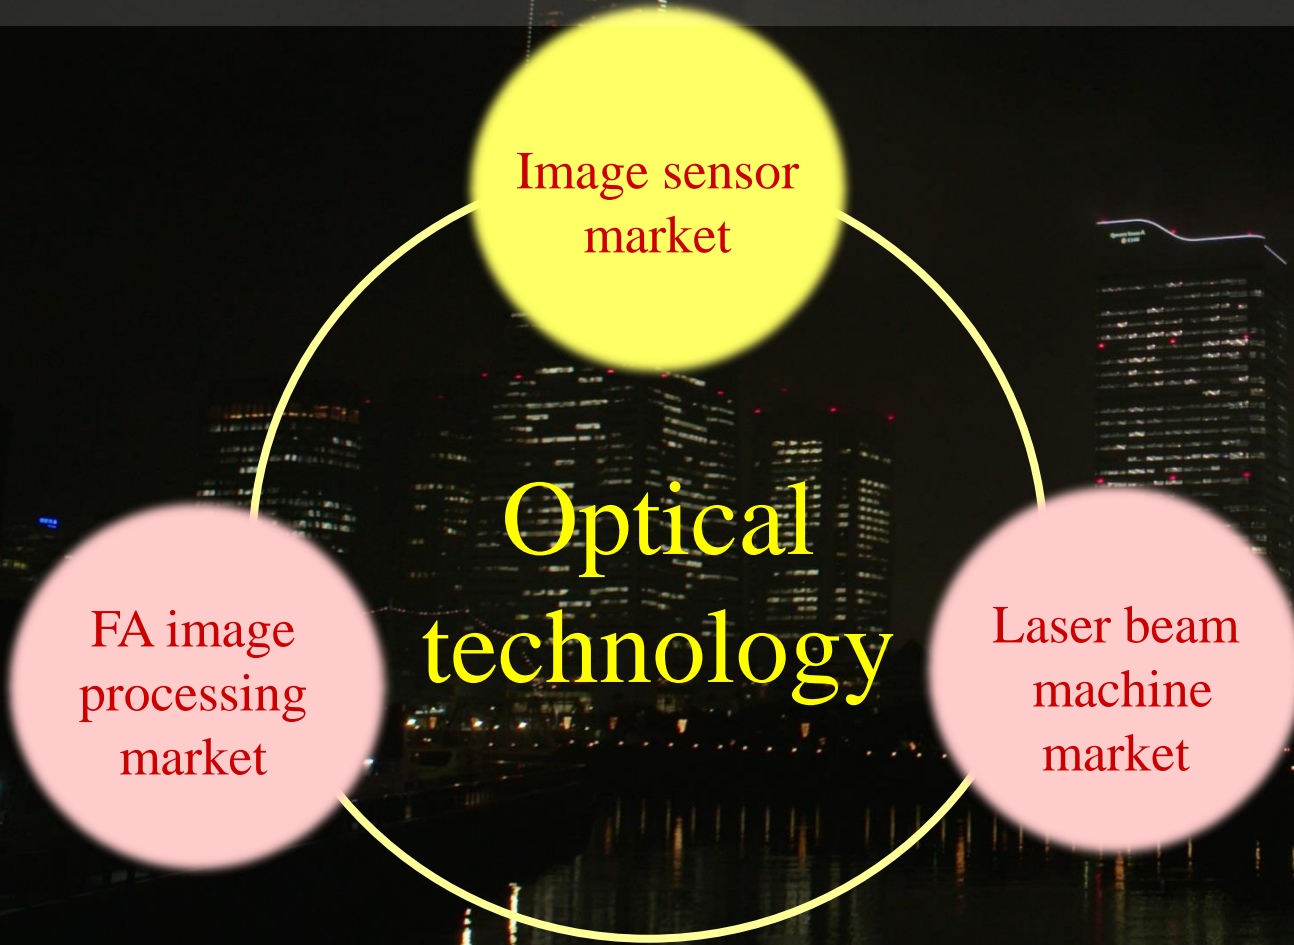 Image sensor
market
Optical
technology
FA image
processing
market
Laser beam
machine
market